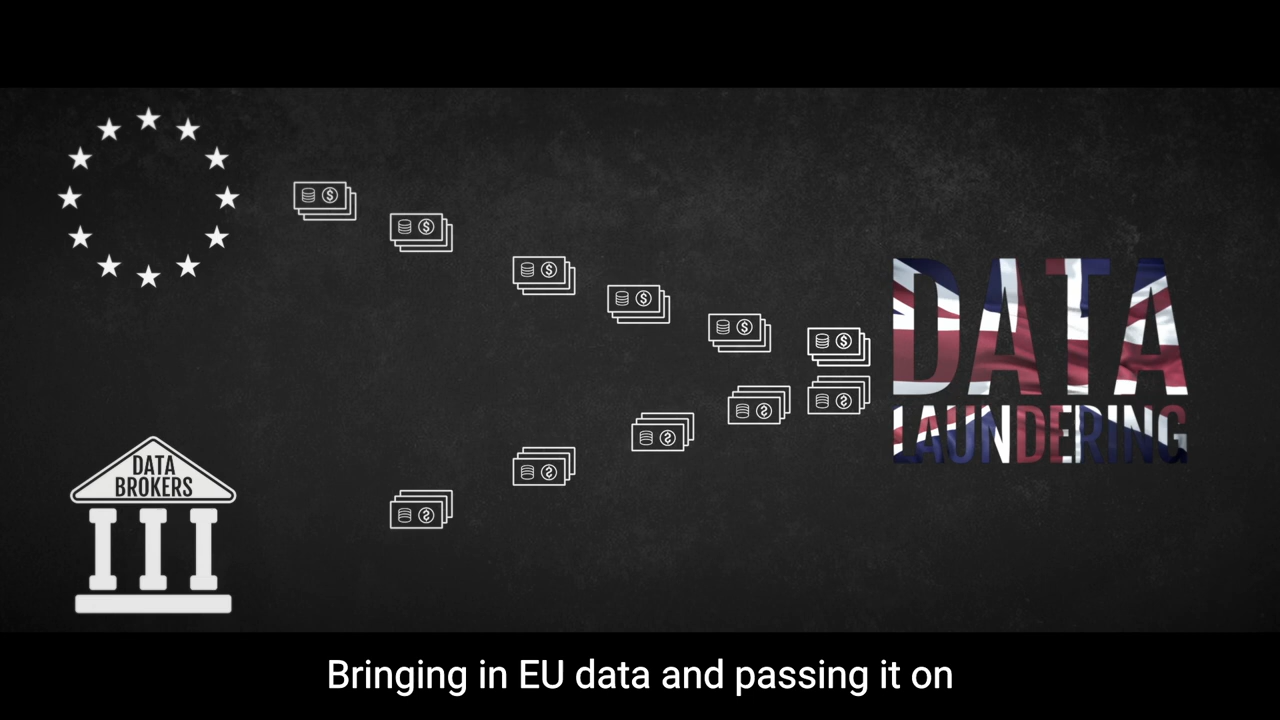 DATA
BROKERS
DATA
LAUNDERING
Bringing in EU data and passing it on